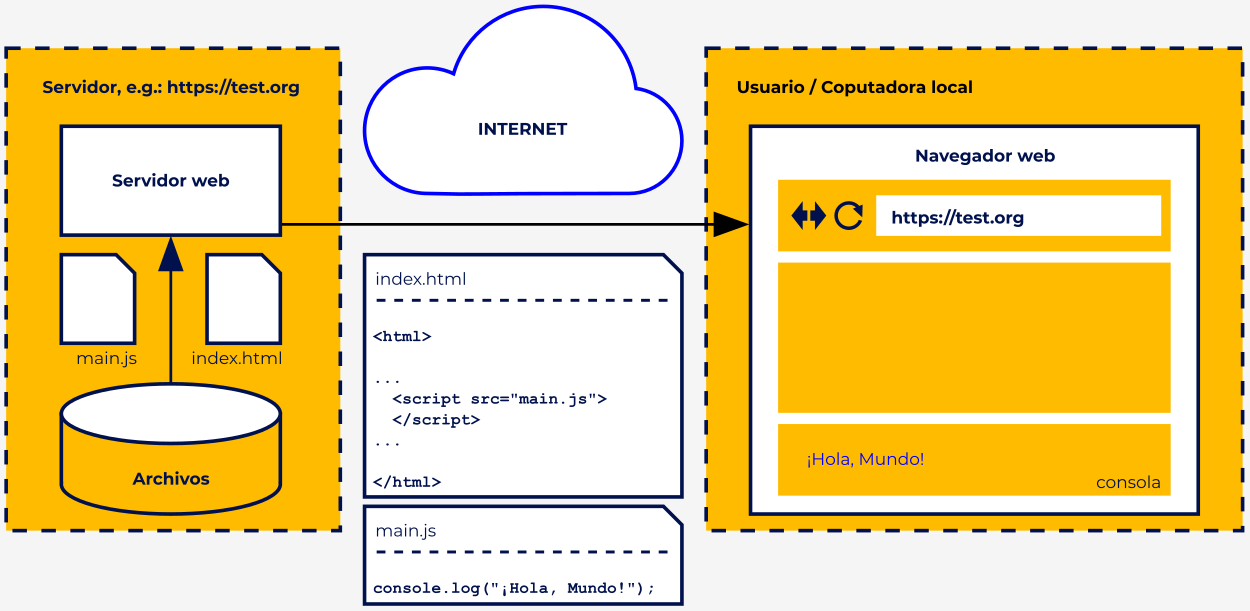 Servidor, e.g.: https://test.org
Servidor web
main.js
index.html
Archivos
INTERNET
index.html
<html>
...
<script src="main.js">
</script>
...
</html>
main.js
console.log("¡Hola, Mundo!");
Usuario / Coputadora local
Navegador web
https://test.org
¡Hola, Mundo!
consola